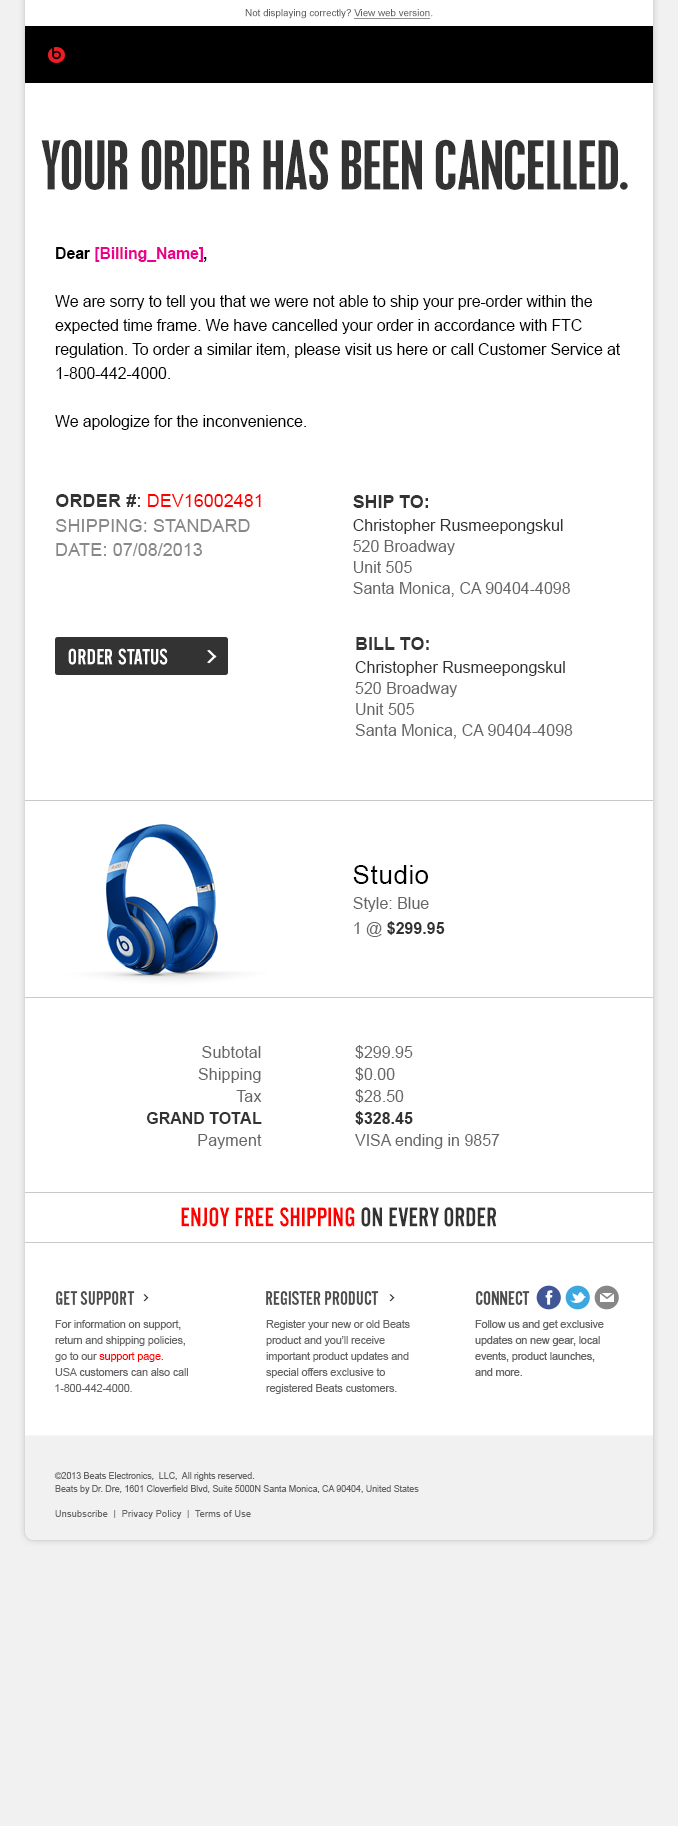 Not displaying correctly? View web version.
YOUR ORDER HAS BEEN CANCELLED.
Dear [Billing_Name],
We are sorry to tell you that we were not able to ship your pre-order within the
expected time frame. We have cancelled your order in accordance with FTC
regulation. To order a similar item, please visit us here or call Customer Service at
1-800-442-4000.
We apologize for the inconvenience.
ORDER #: DEV16002481
SHIPPING: STANDARD
DATE: 07/08/2013
SHIP TO:
Christopher Rusmeepongskul
520 Broadway
Unit 505
Santa Monica, CA 90404-4098
ORDER STATUS
BILL TO:
Christopher Rusmeepongskul
520 Broadway
Unit 505
Santa Monica, CA 90404-4098
Studio
Style: Blue
1 @ $299.95
Subtotal $299.95
Shipping $0.00
Tax $28.50
GRAND TOTAL $328.45
Payment VISA ending in 9857
ENJOY FREE SHIPPING ON EVERY ORDER
GET SUPPORT
For information on support,
return and shipping policies,
go to our support page.
USA customers can also call
1-800-442-4000.
REGISTER PRODUCT
Register your new or old Beats
product and you'll receive
important product updates and
special offers exclusive to
registered Beats customers.
CONNECT
Follow us and get exclusive
updates on new gear, local
events, product launches,
and more.
©2013 Beats Electronics, LLC, All rights reserved.
Beats by Dr. Dre, 1601 Cloverfield Blvd, Suite 5000N Santa Monica, CA 90404, United States
Unsubscribe | Privacy Policy | Terms of Use